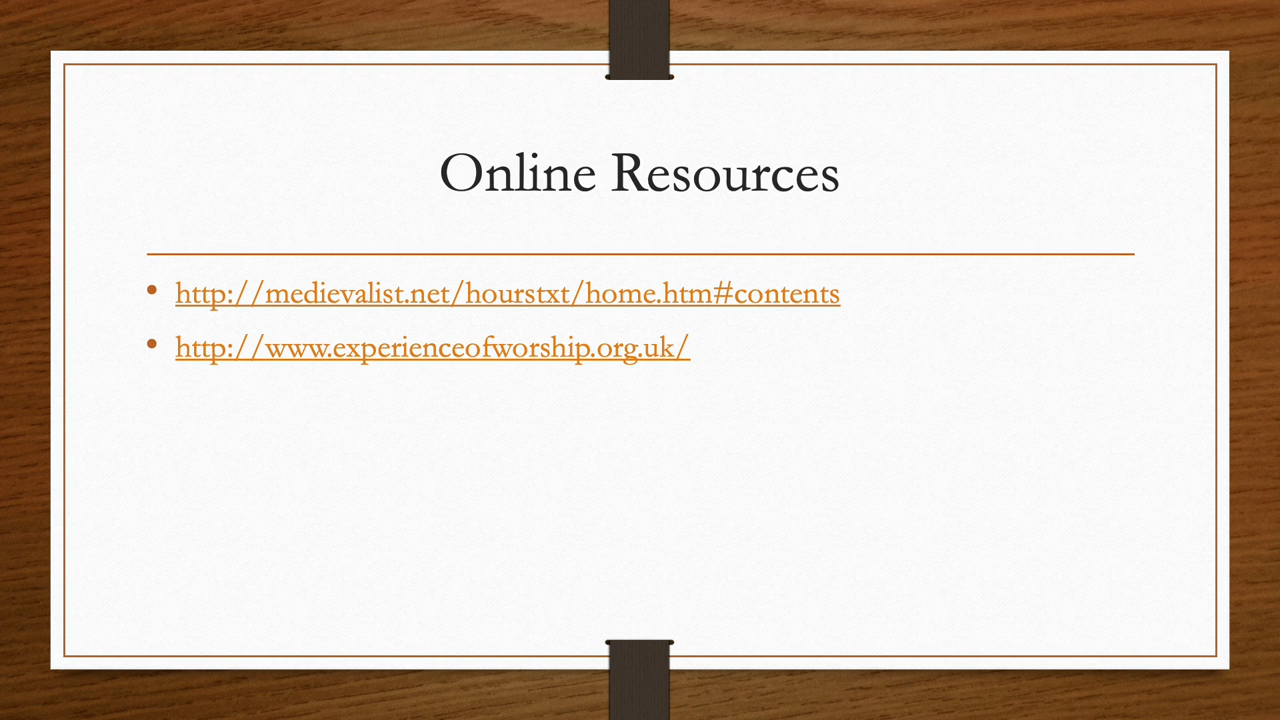 Online Resources
• http://medievalist.net/hourstxt/home.htm#contents
• http://www.experienceofworship.org.uk/